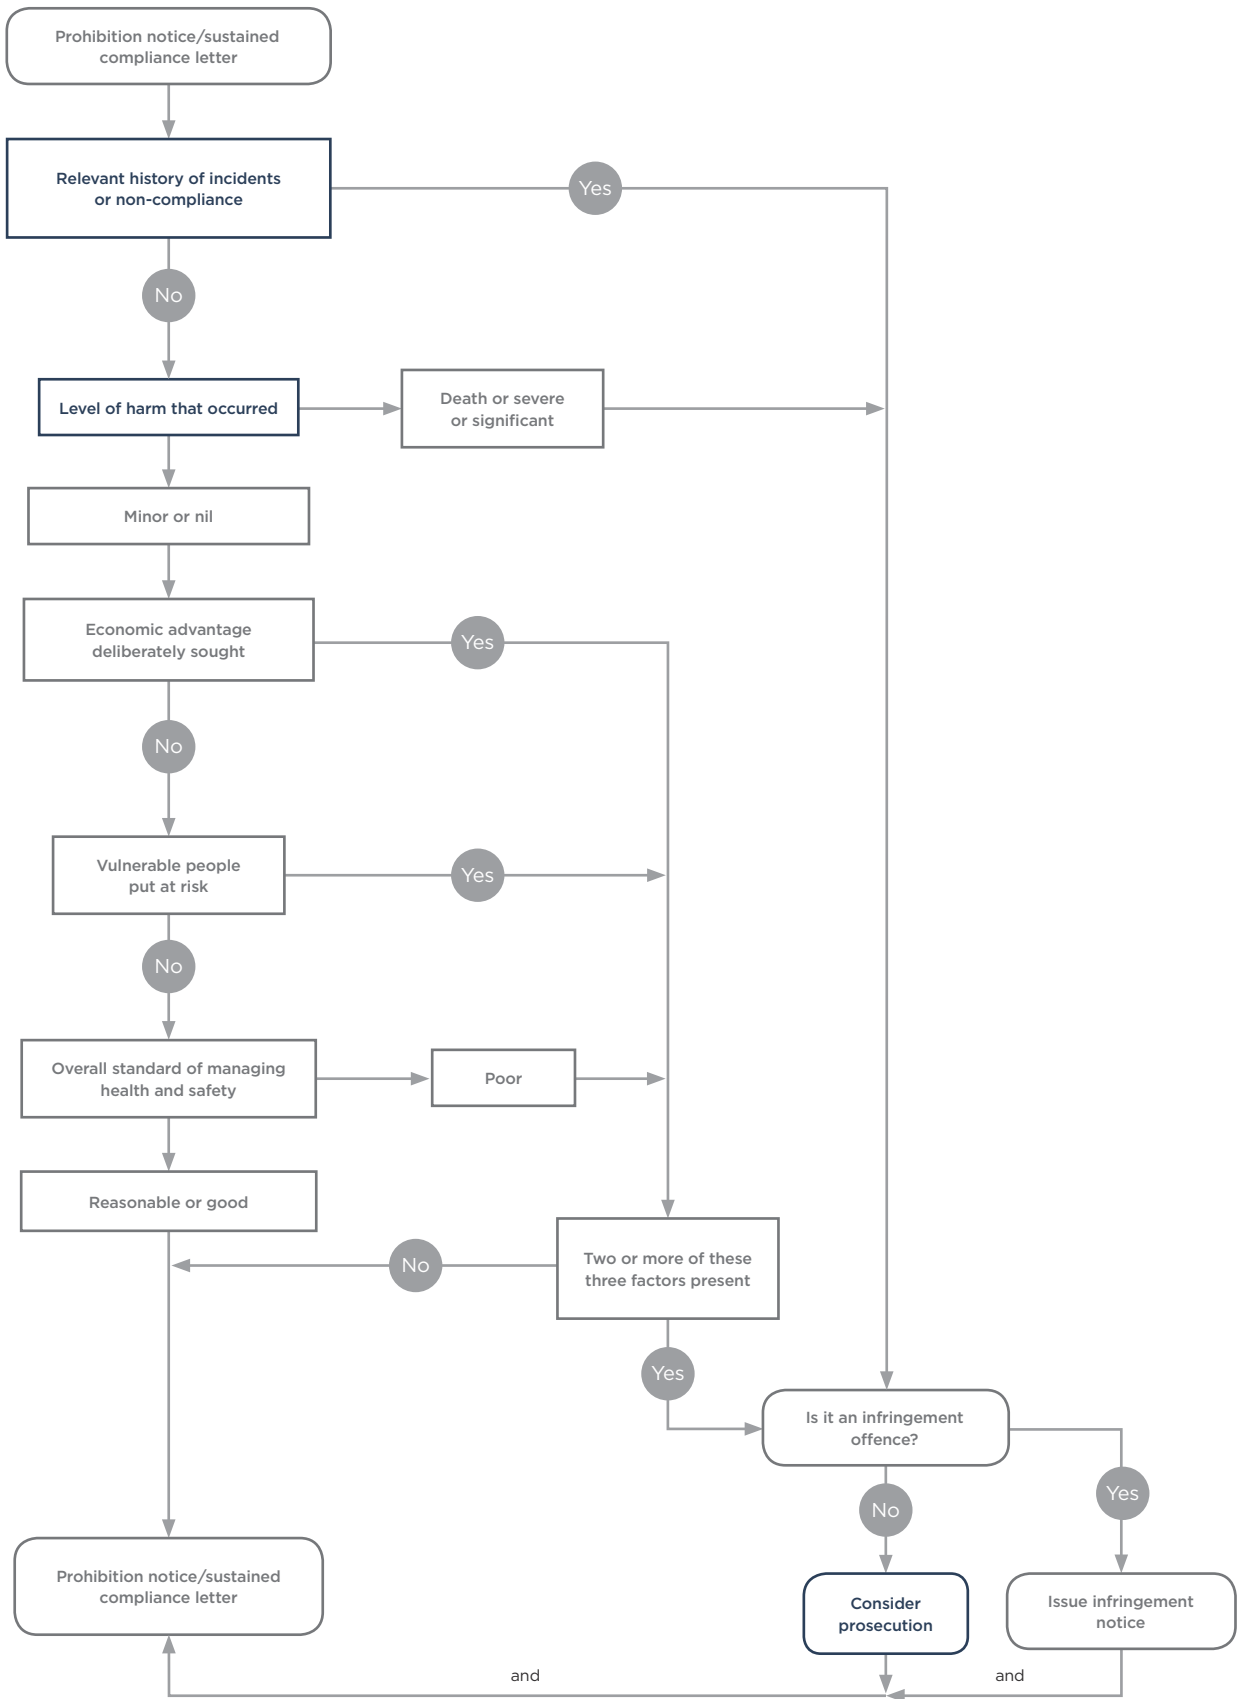 Prohibition notice/sustained
compliance letter
Relevant history of incidents
or non-compliance
Yes
No
Level of harm that occurred
Death or severe
or significant
Minor or nil
Economic advantage
deliberately sought
Yes
No
Vulnerable people
put at risk
Yes
No
Overall standard of managing
health and safety
Poor
Reasonable or good
Two or more of these
three factors present
No
Yes
Is it an infringement
offence?
No
Yes
Prohibition notice/sustained
compliance letter
Consider
prosecution
Issue infringement
notice
and
and